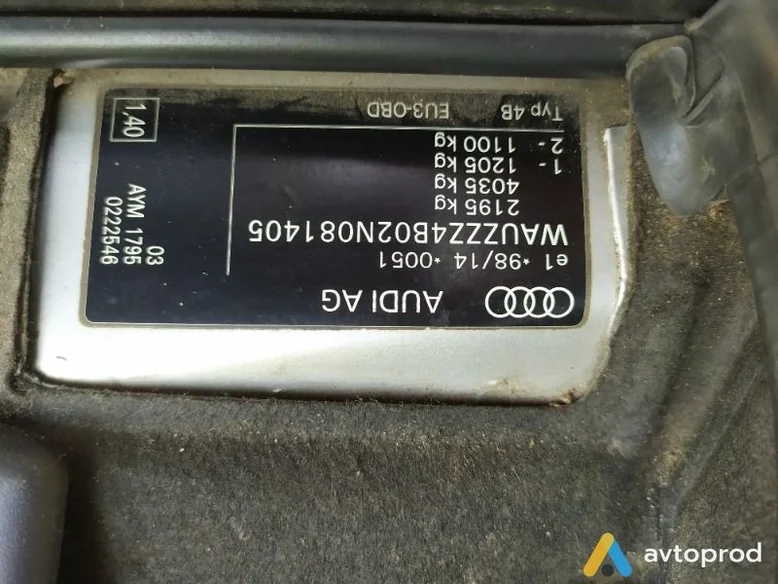 AUDI AG
e1 *98/14 *0051
WAUZZZ4B02N081405
2195 kg
4035 kg
1 - 1205 kg
2 - 1100 kg
Typ 4B EU3-OBD
03
AYM 1795
0222546
1,40
avtoprod